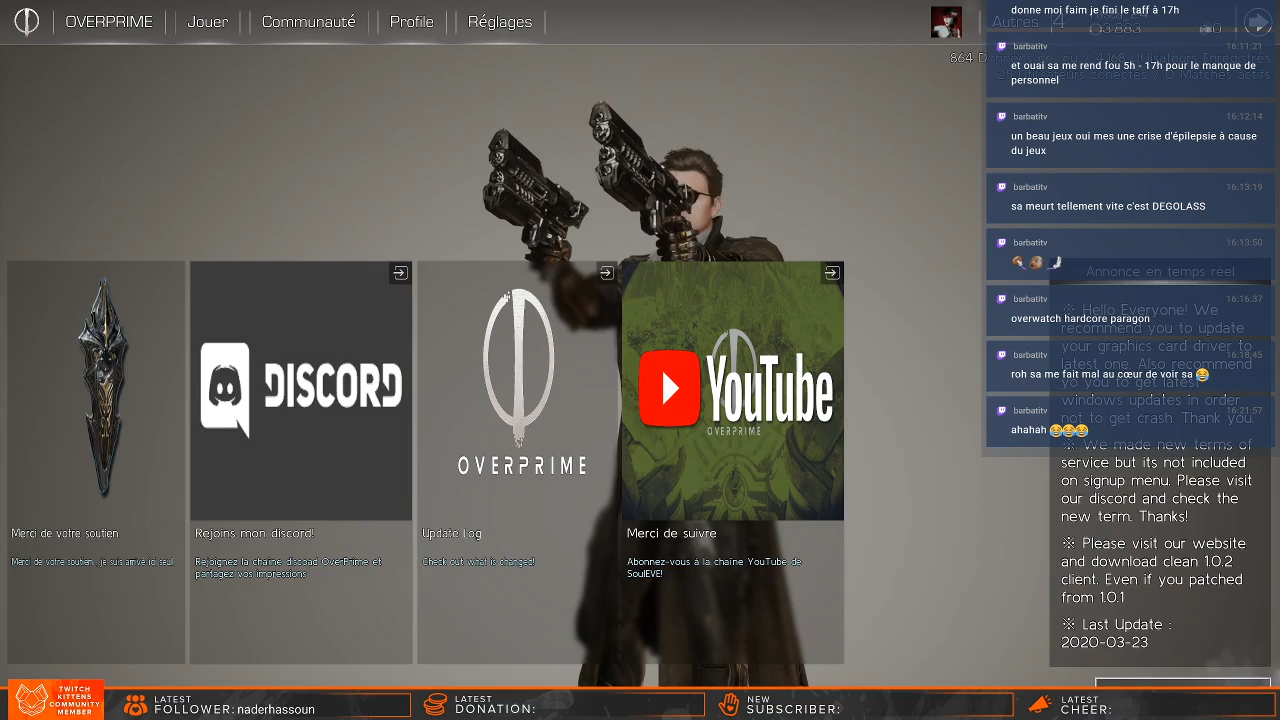 OVERPRIME
Jouer
Communauté
Profile
Réglages
Autres
4
donne moi faim je fini le taff à 17h
barbatitv
16:11:21
et ouai sa me rend fou 5h - 17h pour le manque de
personnel
barbatitv
16:12:14
un beau jeux oui mes une crise d'épilepsie à cause
du jeux
barbatitv
16:13:19
sa meurt tellement vite c'est DEGOLASS
barbatitv
16:13:50
Annonce en temps réel
barbatitv
16:16:37
overwatch hardcore paragon
barbatitv
16:18:45
roh sa me fait mal au cœur de voir sa 😂
barbatitv
16:21:57
ahahah 😂😂😂
※ Hello Everyone! We
recommend you to update
your graphics card driver to
latest one. Also recommend
yo you to get latest
windows updates in order
not to get crash. Thank you.
※ We made new terms of
service but its not included
on signup menu. Please visit
our discord and check the
new term. Thanks!
※ Please visit our website
and download clean 1.0.2
client. Even if you patched
from 1.0.1
※ Last Update :
2020-03-23
DISCORD
OVERPRIME
YouTube
OVERPRIME
Merci de votre soutien
Merci de votre soutien, je suis arrivé ici seul
Rejoins mon discord!
Rejoignez la chaîne discoad OverPrime et
partagez vos impressions
Update Log
Check out what is changed!
Merci de suivre
Abonnez-vous à la chaîne YouTube de
SoulEVE!
TWITCH
KITTENS
COMMUNITY
MEMBER
LATEST
FOLLOWER: naderhassoun
LATEST
DONATION:
NEW
SUBSCRIBER:
LATEST
CHEER: